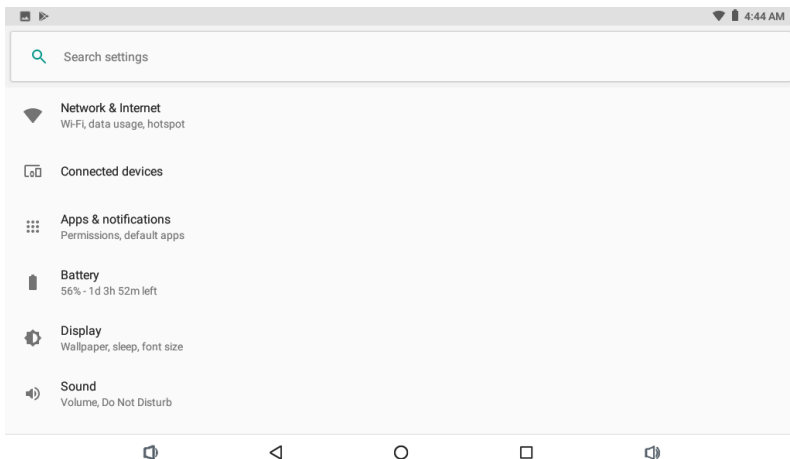 4:44 AM
Search settings
Network & Internet
Wi-Fi, data usage, hotspot
Connected devices
Apps & notifications
Permissions, default apps
Battery
56% - 1d 3h 52m left
Display
Wallpaper, sleep, font size
Sound
Volume, Do Not Disturb